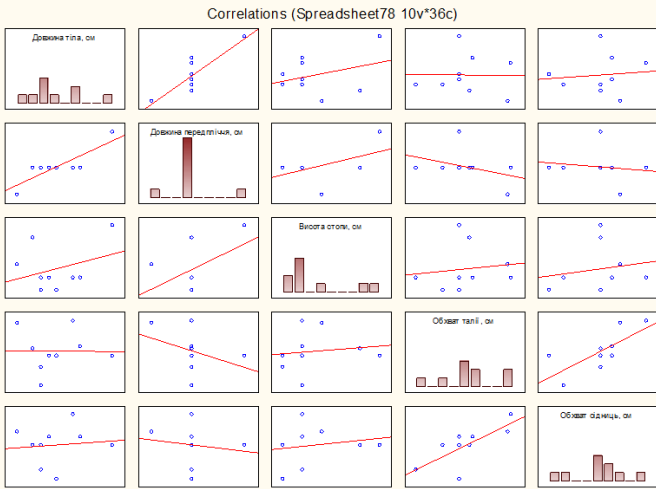 Correlations (Spreadsheet78 10v*36c)
Довжина тіла, см
Довжина передпліччя, см
Висота стопи, см
Обхват талії , см
Обхват сідниць, см